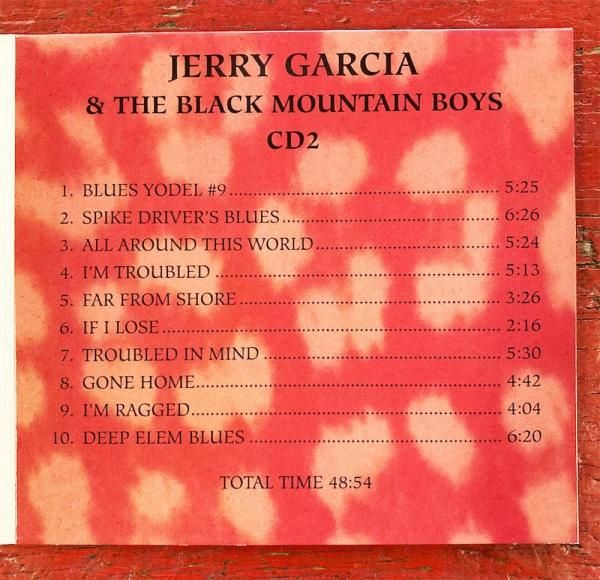 JERRY GARCIA
& THE BLACK MOUNTAIN BOYS
CD2
1. BLUES YODEL #9 5:25
2. SPIKE DRIVER'S BLUES 6:26
3. ALL AROUND THIS WORLD 5:24
4. I'M TROUBLED 5:13
5. FAR FROM SHORE 3:26
6. IF I LOSE 2:16
7. TROUBLED IN MIND 5:30
8. GONE HOME 4:42
9. I'M RAGGED 4:04
10. DEEP ELEM BLUES 6:20
TOTAL TIME 48:54